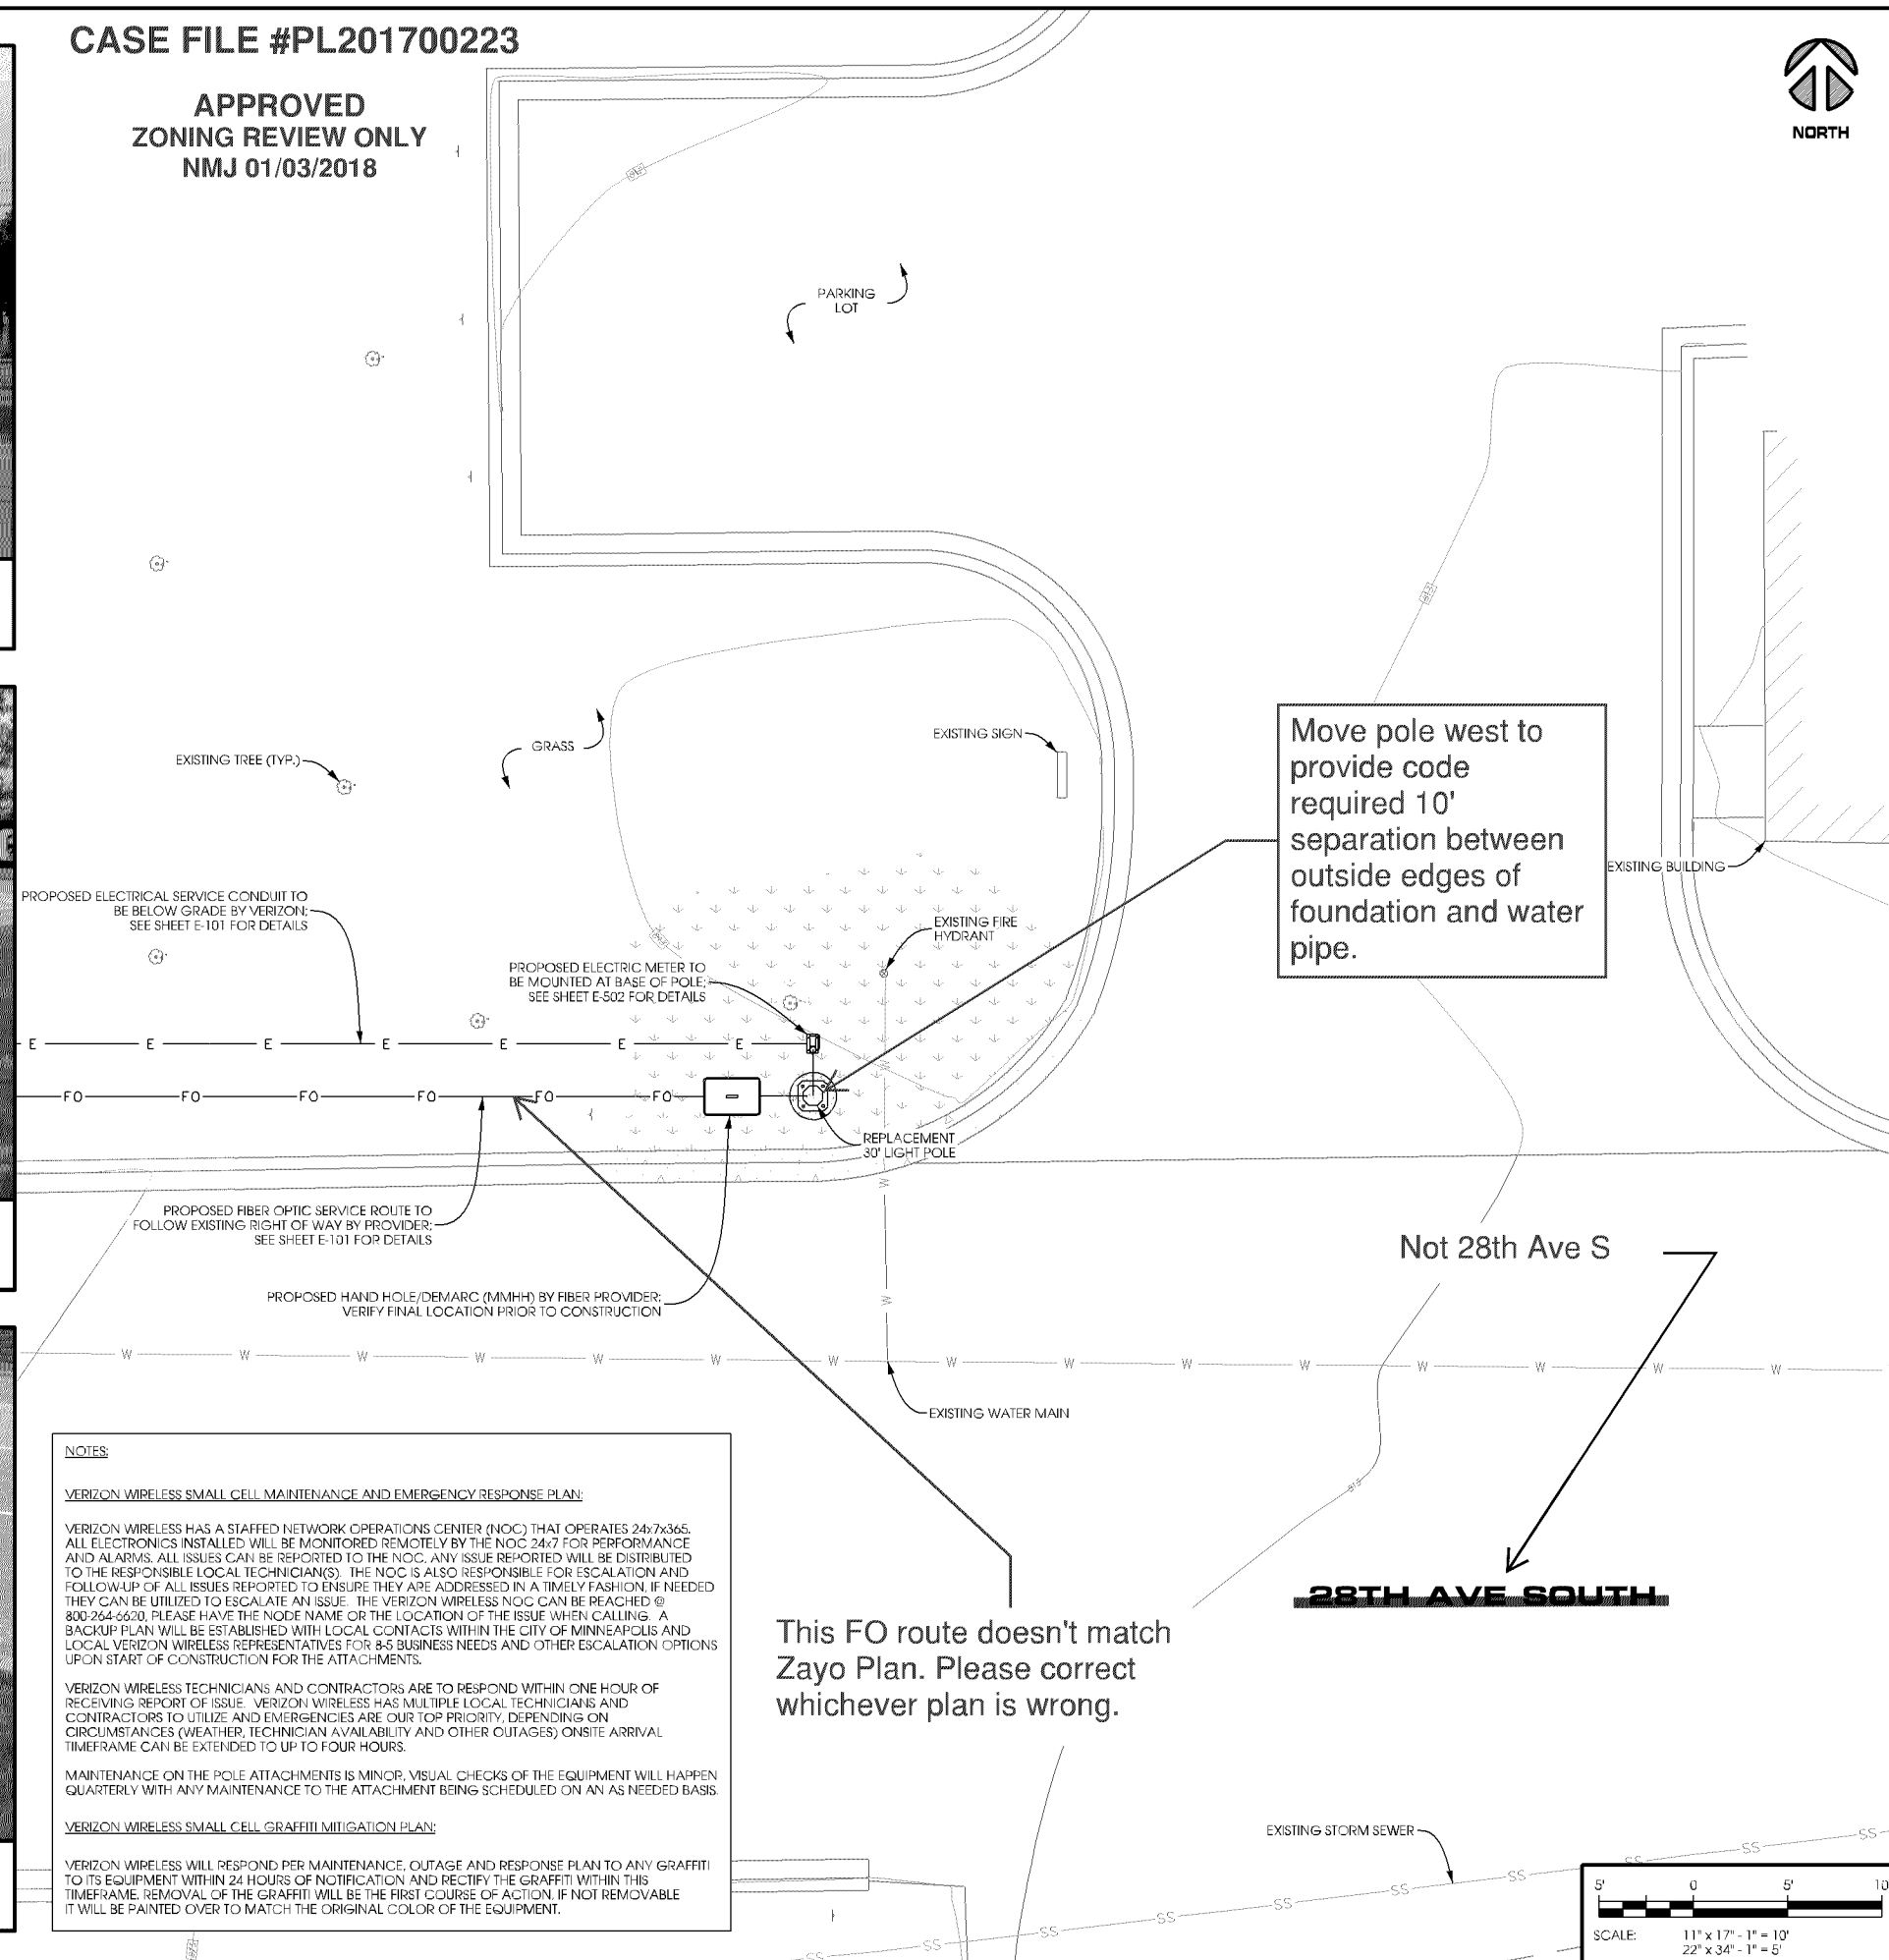 CASE FILE #PL201700223
APPROVED
ZONING REVIEW ONLY
NMJ 01/03/2018
NORTH
PARKING
LOT
GRASS
EXISTING TREE (TYP.)
EXISTING SIGN
Move pole west to
provide code
required 10'
separation between
outside edges of
foundation and water
pipe.
EXISTING BUILDING
PROPOSED ELECTRICAL SERVICE CONDUIT TO
BE BELOW GRADE BY VERIZON;
SEE SHEET E-101 FOR DETAILS
EXISTING FIRE
HYDRANT
PROPOSED ELECTRIC METER TO
BE MOUNTED AT BASE OF POLE;
SEE SHEET E-502 FOR DETAILS
E E E E E E E
W
FO FO FO FO FO FO
REPLACEMENT
30' LIGHT POLE
W
PROPOSED FIBER OPTIC SERVICE ROUTE TO
FOLLOW EXISTING RIGHT OF WAY BY PROVIDER;
SEE SHEET E-101 FOR DETAILS
Not 28th Ave S
PROPOSED HAND HOLE/DEMARC (MMHH) BY FIBER PROVIDER;
VERIFY FINAL LOCATION PRIOR TO CONSTRUCTION
W
W W W W W W W W W W W W W W W
EXISTING WATER MAIN
28TH AVE SOUTH
This FO route doesn't match
Zayo Plan. Please correct
whichever plan is wrong.
NOTES:
VERIZON WIRELESS SMALL CELL MAINTENANCE AND EMERGENCY RESPONSE PLAN:
VERIZON WIRELESS HAS A STAFFED NETWORK OPERATIONS CENTER (NOC) THAT OPERATES 24x7x365.
ALL ELECTRONICS INSTALLED WILL BE MONITORED REMOTELY BY THE NOC 24x7 FOR PERFORMANCE
AND ALARMS. ALL ISSUES CAN BE REPORTED TO THE NOC. ANY ISSUE REPORTED WILL BE DISTRIBUTED
TO THE RESPONSIBLE LOCAL TECHNICIAN(S). THE NOC IS ALSO RESPONSIBLE FOR ESCALATION AND
FOLLOW-UP OF ALL ISSUES REPORTED TO ENSURE THEY ARE ADDRESSED IN A TIMELY FASHION, IF NEEDED
THEY CAN BE UTILIZED TO ESCALATE AN ISSUE. THE VERIZON WIRELESS NOC CAN BE REACHED @
800-264-6620, PLEASE HAVE THE NODE NAME OR THE LOCATION OF THE ISSUE WHEN CALLING. A
BACKUP PLAN WILL BE ESTABLISHED WITH LOCAL CONTACTS WITHIN THE CITY OF MINNEAPOLIS AND
LOCAL VERIZON WIRELESS REPRESENTATIVES FOR 8-5 BUSINESS NEEDS AND OTHER ESCALATION OPTIONS
UPON START OF CONSTRUCTION FOR THE ATTACHMENTS.
VERIZON WIRELESS TECHNICIANS AND CONTRACTORS ARE TO RESPOND WITHIN ONE HOUR OF
RECEIVING REPORT OF ISSUE. VERIZON WIRELESS HAS MULTIPLE LOCAL TECHNICIANS AND
CONTRACTORS TO UTILIZE AND EMERGENCIES ARE OUR TOP PRIORITY, DEPENDING ON
CIRCUMSTANCES (WEATHER, TECHNICIAN AVAILABILITY AND OTHER OUTAGES) ONSITE ARRIVAL
TIMEFRAME CAN BE EXTENDED TO UP TO FOUR HOURS.
MAINTENANCE ON THE POLE ATTACHMENTS IS MINOR, VISUAL CHECKS OF THE EQUIPMENT WILL HAPPEN
QUARTERLY WITH ANY MAINTENANCE TO THE ATTACHMENT BEING SCHEDULED ON AN AS NEEDED BASIS.
VERIZON WIRELESS SMALL CELL GRAFFITI MITIGATION PLAN:
VERIZON WIRELESS WILL RESPOND PER MAINTENANCE, OUTAGE AND RESPONSE PLAN TO ANY GRAFFITI
TO ITS EQUIPMENT WITHIN 24 HOURS OF NOTIFICATION AND RECTIFY THE GRAFFITI WITHIN THIS
TIMEFRAME. REMOVAL OF THE GRAFFITI WILL BE THE FIRST COURSE OF ACTION, IF NOT REMOVABLE
IT WILL BE PAINTED OVER TO MATCH THE ORIGINAL COLOR OF THE EQUIPMENT.
EXISTING STORM SEWER
SS SS SS SS SS SS SS SS SS SS
5' 0 5' 10
SCALE: 11" x 17" - 1" = 10'
22" x 34" - 1" = 5'